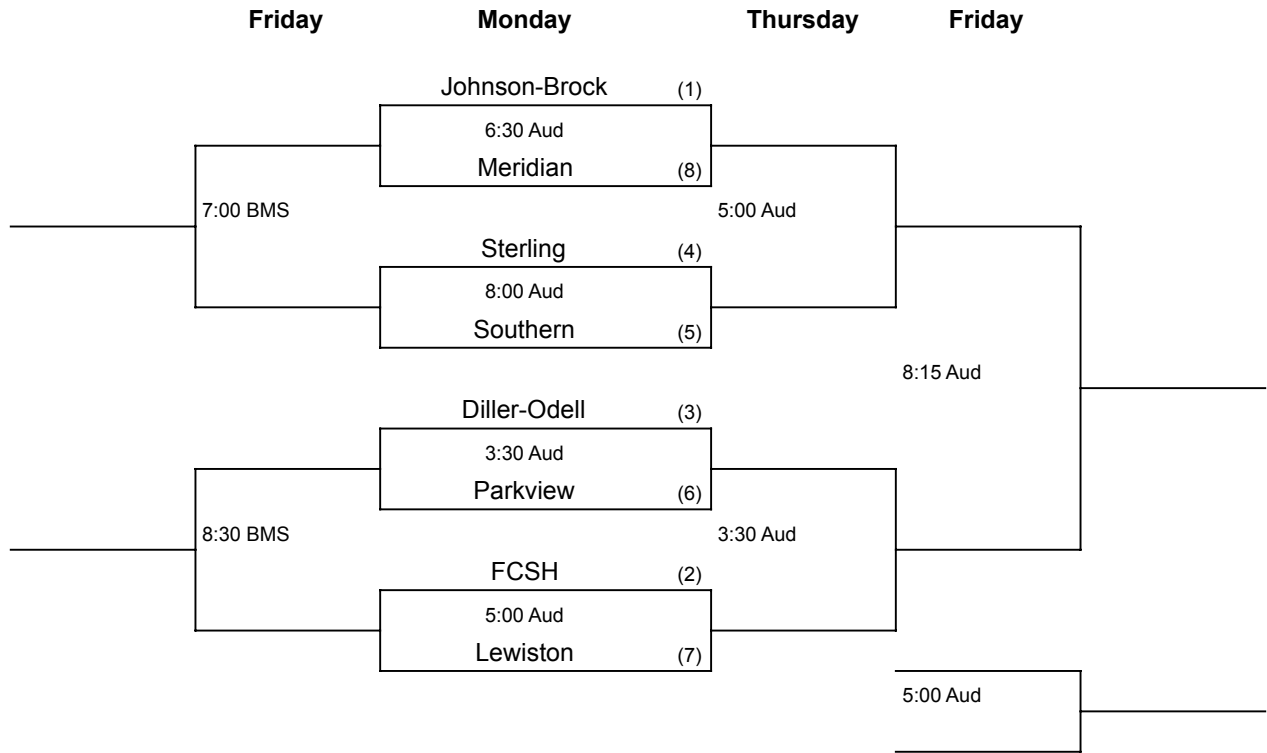 Friday Monday Thursday Friday
Johnson-Brock (1)
6:30 Aud
Meridian (8)
7:00 BMS 5:00 Aud
Sterling (4)
8:00 Aud
Southern (5)
8:15 Aud
Diller-Odell (3)
3:30 Aud
Parkview (6)
8:30 BMS 3:30 Aud
FCSH (2)
5:00 Aud
Lewiston (7)
5:00 Aud